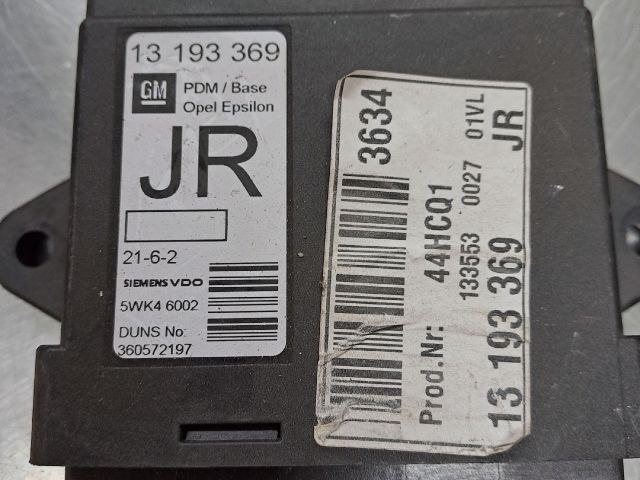 13 193 369
GM
PDM / Base
Opel Epsilon
JR
21-6-2
SIEMENS VDO
5WK4 6002
DUNS No:
360572197
3634
Prod.Nr: 44HCQ1
133553 0027 01VL
13 193 369 JR